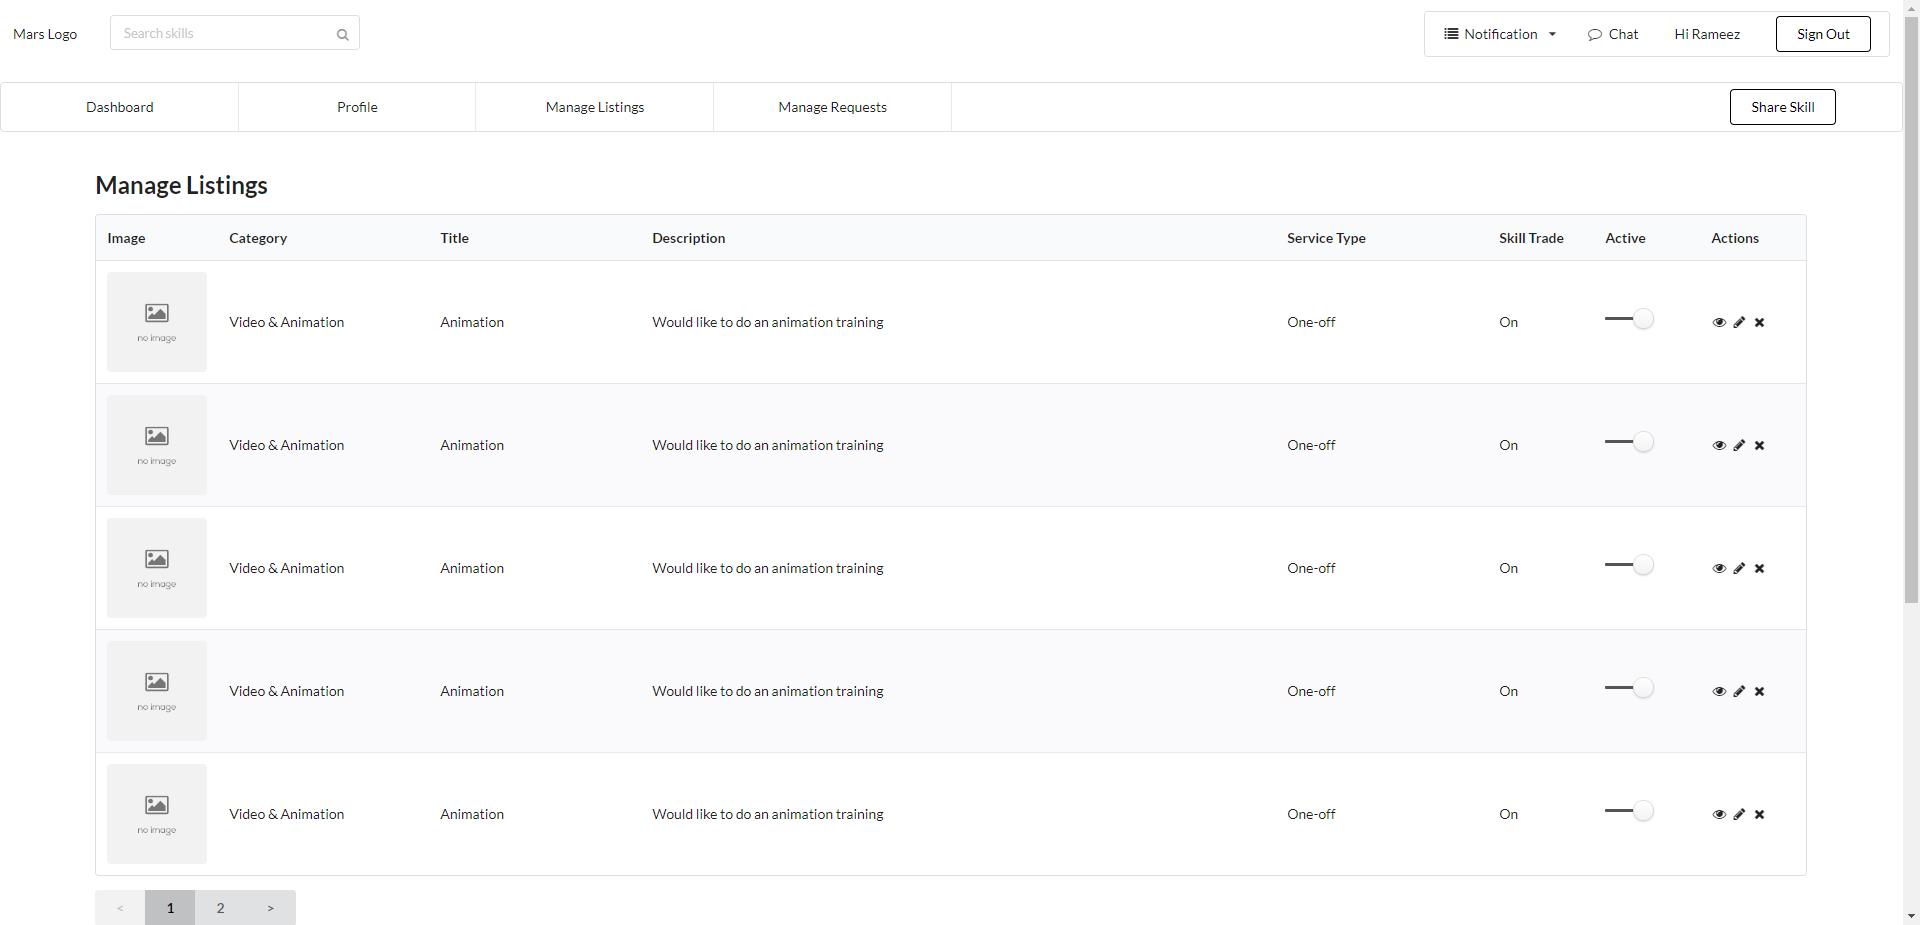 Mars Logo
Search skills
Notification
Chat
Hi Rameez
Sign Out
Dashboard
Profile
Manage Listings
Manage Requests
Share Skill
Manage Listings
Image Category Title Description Service Type Skill Trade Active Actions
no image
Video & Animation Animation Would like to do an animation training One-off On
no image
Video & Animation Animation Would like to do an animation training One-off On
no image
Video & Animation Animation Would like to do an animation training One-off On
no image
Video & Animation Animation Would like to do an animation training One-off On
no image
Video & Animation Animation Would like to do an animation training One-off On
< 1 2 >